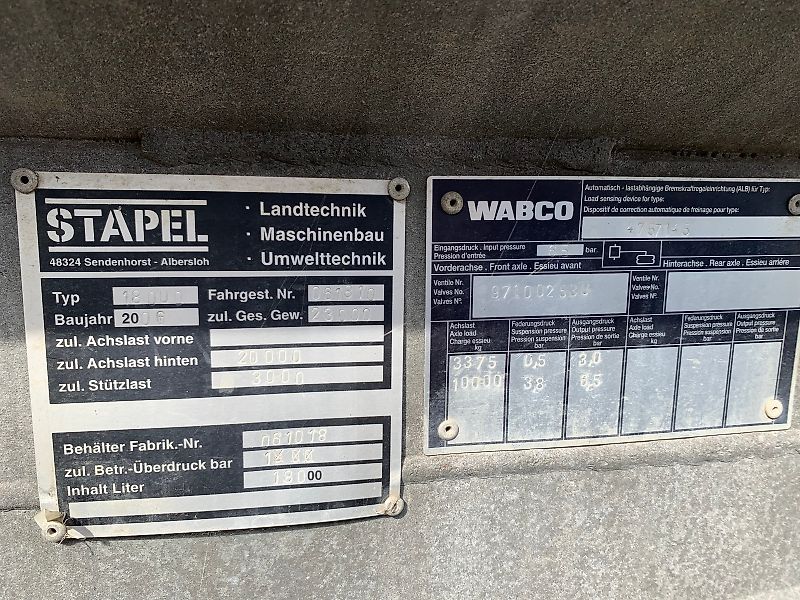 STAPEL
· Landtechnik
· Maschinenbau
· Umwelttechnik
48324 Sendenhorst - Albersloh
Typ
Fahrgest. Nr.
Baujahr 2006
zul. Ges. Gew. 23000
zul. Achslast vorne
zul. Achslast hinten 20000
zul. Stützlast 3000
Behälter Fabrik.-Nr. 061018
zul. Betr.-Überdruck bar
Inhalt Liter 18000
WABCO
Automatisch - lastabhängige Bremskraftregeleinrichtung (ALB) für Typ:
Load sensing device for type:
Dispositif de correction automatique de freinage pour type:
Eingangsdruck . Input pressure
Pression d'entrée
bar.
Vorderachse . Front axle . Essieu avant
Hinterachse . Rear axle . Essieu arriére
Ventile Nr.
Valves No.
Valves Nº.
Ventile Nr.
Valves No.
Valves Nº.
Achslast
Axle load
Charge essieu
kg
Federungsdruck
Suspension pressure
Pression suspension
bar
Ausgangsdruck
Output pressure
Pression de sortie
bar
Achslast
Axle load
Charge essieu
kg
Federungsdruck
Suspension pressure
Pression suspension
bar
Ausgangsdruck
Output pressure
Pression de sortie
bar
3375 0,5
10000 3,8 6,5